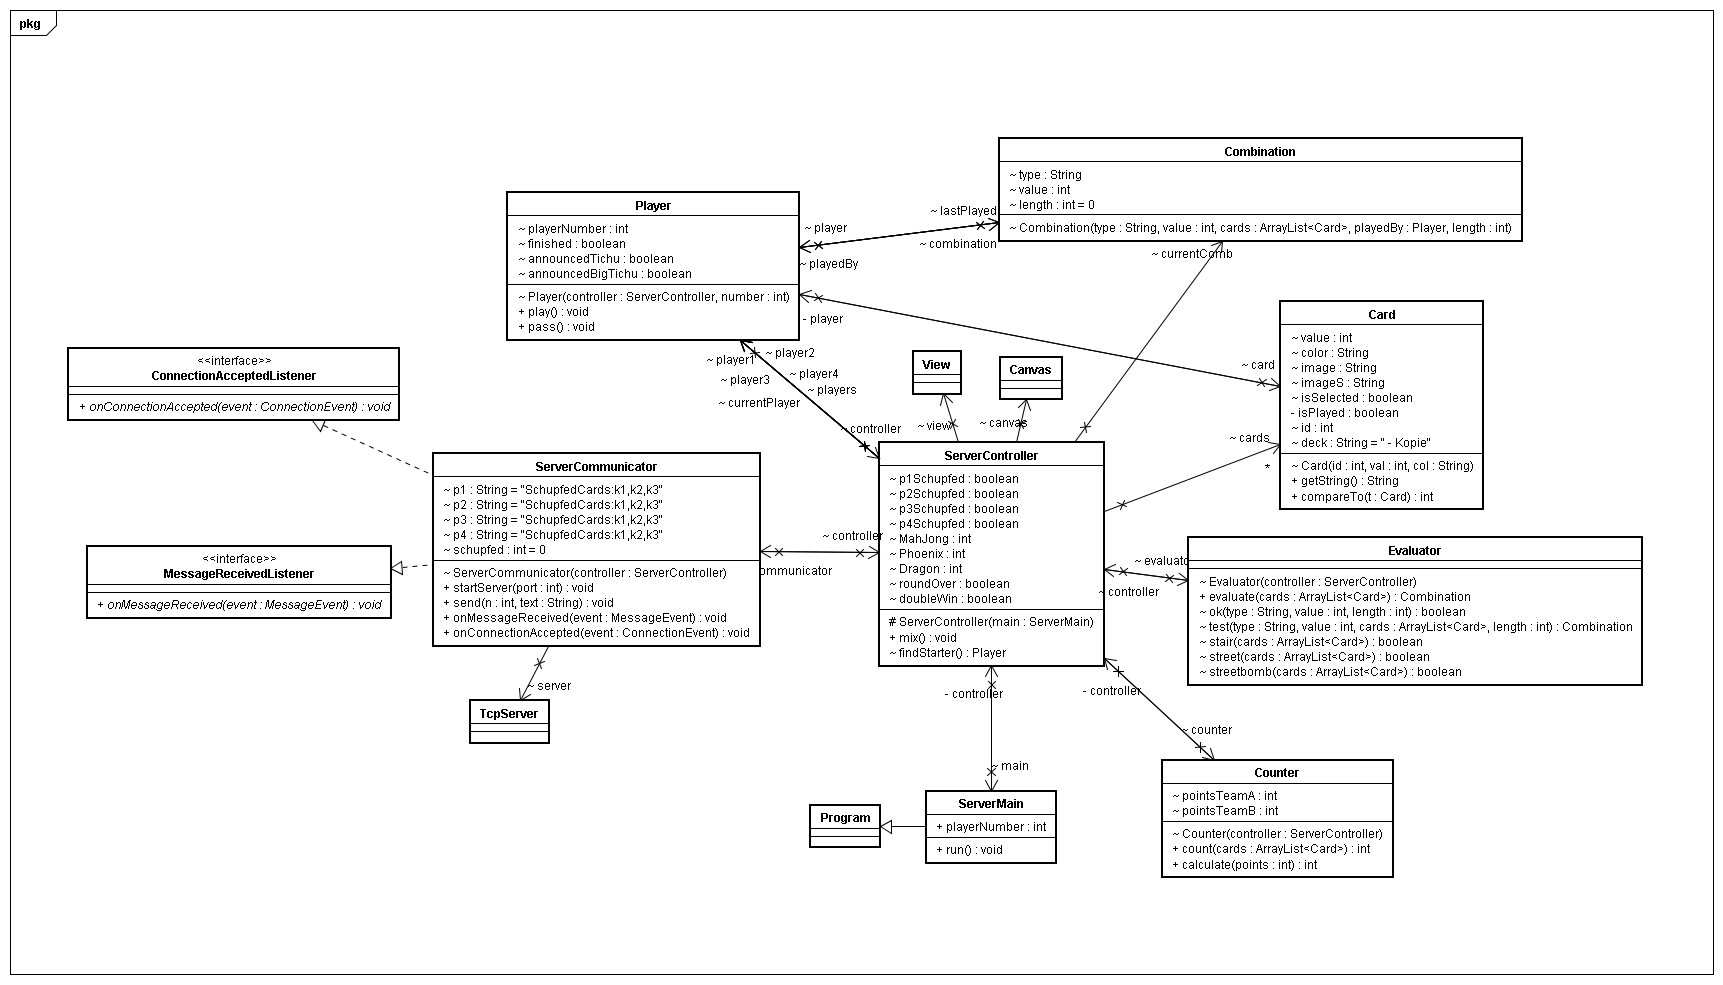 pkg
Combination
~ type : String
~ value : int
~ length : int = 0
~ Combination(type : String, value : int, cards : ArrayList<Card>, playedBy : Player, length : int)
Player
~ playerNumber : int
~ finished : boolean
~ announcedTichu : boolean
~ announcedBigTichu : boolean
~ Player(controller : ServerController, number : int)
+ play() : void
+ pass() : void
~ lastPlayed
~ player
~ combination
~ playedBy
~ currentComb
- player
~ card
Card
~ value : int
~ color : String
~ image : String
~ imageS : String
~ isSelected : boolean
- isPlayed : boolean
~ id : int
~ deck : String = " - Kopie"
~ Card(id : int, val : int, col : String)
+ getString() : String
+ compareTo(t : Card) : int
<<interface>>
ConnectionAcceptedListener
+ onConnectionAccepted(event : ConnectionEvent) : void
~ player1
~ player2
~ player3
~ player4
~ players
~ currentPlayer
~ controller
View
Canvas
~ view
~ canvas
~ cards
*
ServerController
~ p1Schupfed : boolean
~ p2Schupfed : boolean
~ p3Schupfed : boolean
~ p4Schupfed : boolean
~ MahJong : int
~ Phoenix : int
~ Dragon : int
~ roundOver : boolean
~ doubleWin : boolean
# ServerController(main : ServerMain)
+ mix() : void
~ findStarter() : Player
ServerCommunicator
~ p1 : String = "SchupfedCards:k1,k2,k3"
~ p2 : String = "SchupfedCards:k1,k2,k3"
~ p3 : String = "SchupfedCards:k1,k2,k3"
~ p4 : String = "SchupfedCards:k1,k2,k3"
~ schupfed : int = 0
~ ServerCommunicator(controller : ServerController)
+ startServer(port : int) : void
+ send(n : int, text : String) : void
+ onMessageReceived(event : MessageEvent) : void
+ onConnectionAccepted(event : ConnectionEvent) : void
~ controller
ommunicator
<<interface>>
MessageReceivedListener
+ onMessageReceived(event : MessageEvent) : void
~ evaluator
~ controller
Evaluator
~ Evaluator(controller : ServerController)
+ evaluate(cards : ArrayList<Card>) : Combination
~ ok(type : String, value : int, length : int) : boolean
~ test(type : String, value : int, cards : ArrayList<Card>, length : int) : Combination
~ stair(cards : ArrayList<Card>) : boolean
~ street(cards : ArrayList<Card>) : boolean
~ streetbomb(cards : ArrayList<Card>) : boolean
~ server
TcpServer
- controller
- controller
~ counter
~ main
Counter
~ pointsTeamA : int
~ pointsTeamB : int
~ Counter(controller : ServerController)
+ count(cards : ArrayList<Card>) : int
+ calculate(points : int) : int
Program
ServerMain
+ playerNumber : int
+ run() : void